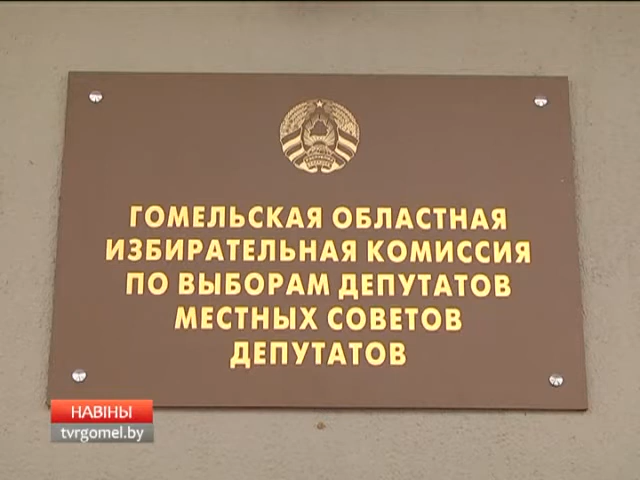 ГОМЕЛЬСКАЯ ОБЛАСТНАЯ
ИЗБИРАТЕЛЬНАЯ КОМИССИЯ
ПО ВЫБОРАМ ДЕПУТАТОВ
МЕСТНЫХ СОВЕТОВ
ДЕПУТАТОВ
НАВІНЫ
tvrgomel.by